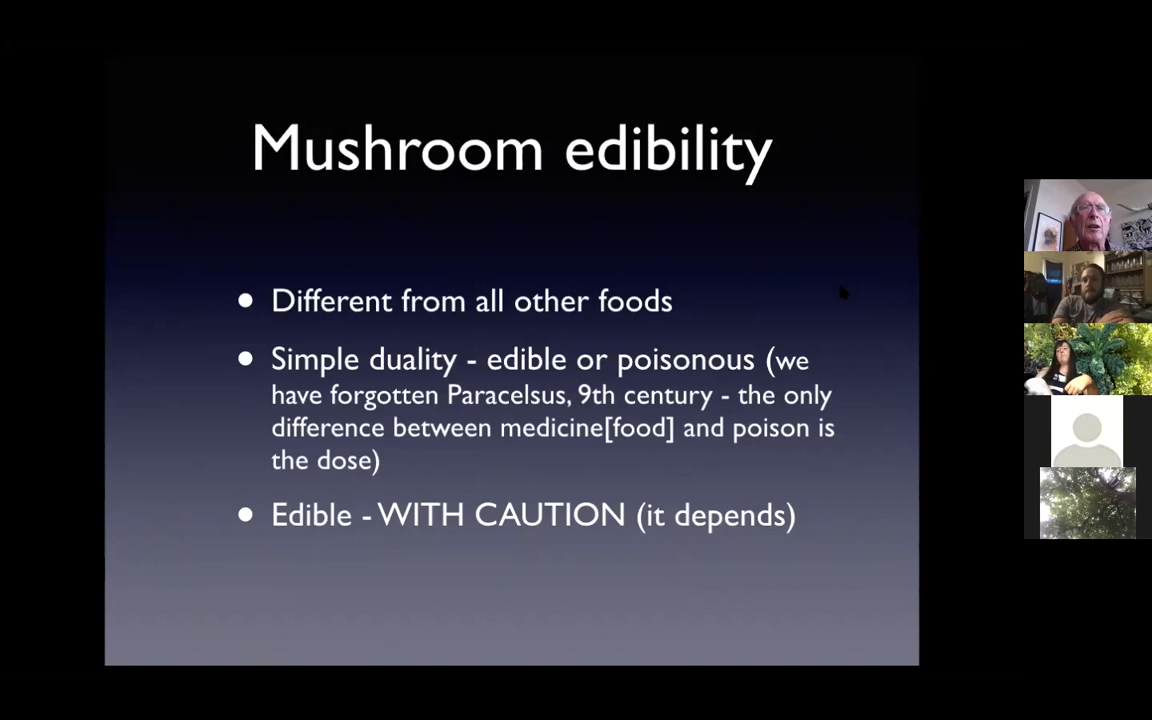 Mushroom edibility
• Different from all other foods
• Simple duality - edible or poisonous (we
have forgotten Paracelsus, 9th century - the only
difference between medicine[food] and poison is
the dose)
• Edible - WITH CAUTION (it depends)